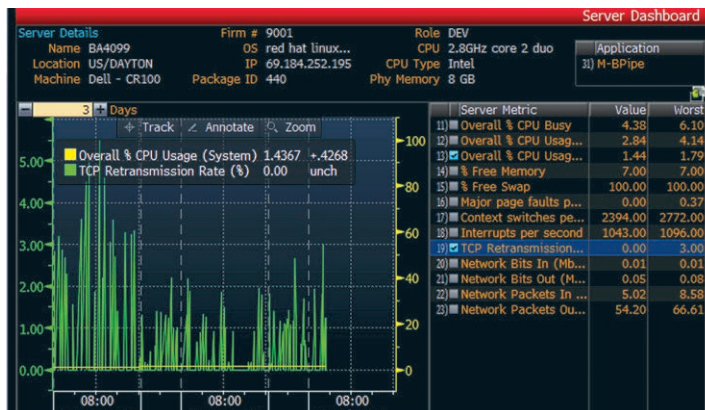 Server Dashboard
Server Details Firm # 9001 Role DEV
Name BA4099 OS red hat linux... CPU 2.8GHz core 2 duo
Location US/DAYTON IP 69.184.252.195 CPU Type Intel
Machine Dell - CR100 Package ID 440 Phy Memory 8 GB
Application
31) M-BPipe
3 Days
Track Annotate Zoom
Overall % CPU Usage (System) 1.4367 +.4268
TCP Retransmission Rate (%) 0.00 unch
5.00
4.00
3.00
2.00
1.00
0.00
100
80
60
40
20
0
08:00 08:00 08:00
Server Metric Value Worst
11) Overall % CPU Busy 4.38 6.10
12) Overall % CPU Usag... 2.84 4.14
13) Overall % CPU Usag... 1.44 1.79
14) % Free Memory 7.00 7.00
15) % Free Swap 100.00 100.00
16) Major page faults p... 0.00 0.37
17) Context switches pe... 2394.00 2772.00
18) Interrupts per second 1043.00 1096.00
19) TCP Retransmission... 0.00 3.00
20) Network Bits In (Mb... 0.01 0.01
21) Network Bits Out (M... 0.05 0.08
22) Network Packets In ... 5.02 8.58
23) Network Packets Ou... 54.20 66.61